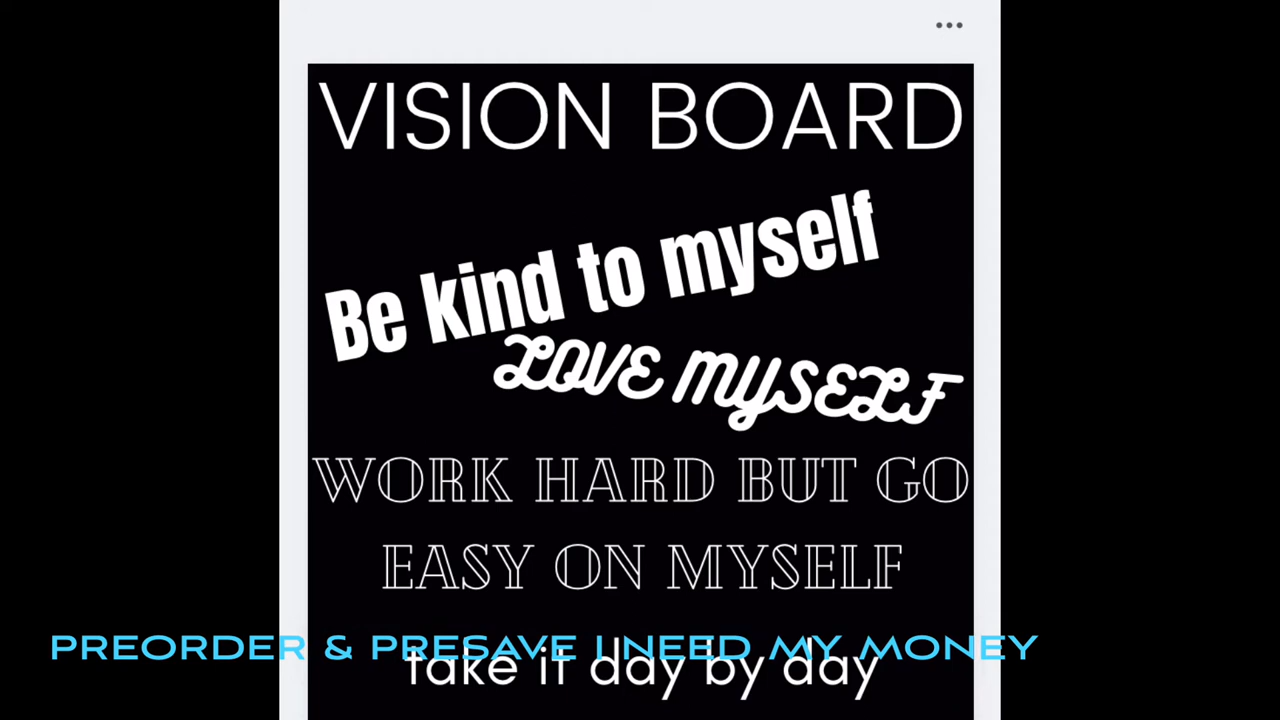 VISION BOARD
Be kind to myself
LOVE MYSELF
WORK HARD BUT GO
EASY ON MYSELF
PREORDER & PRESAVE I NEED MY MONEY
take it day by day